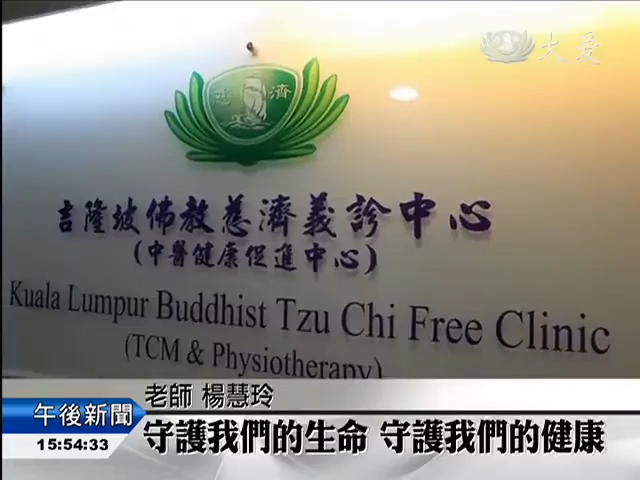 大愛
慈濟
吉隆坡佛教慈濟義診中心
(中醫健康促進中心)
Kuala Lumpur Buddhist Tzu Chi Free Clinic
(TCM & Physiotherapy)
老師 楊慧玲
午後新聞
守護我們的生命 守護我們的健康
15:54:33